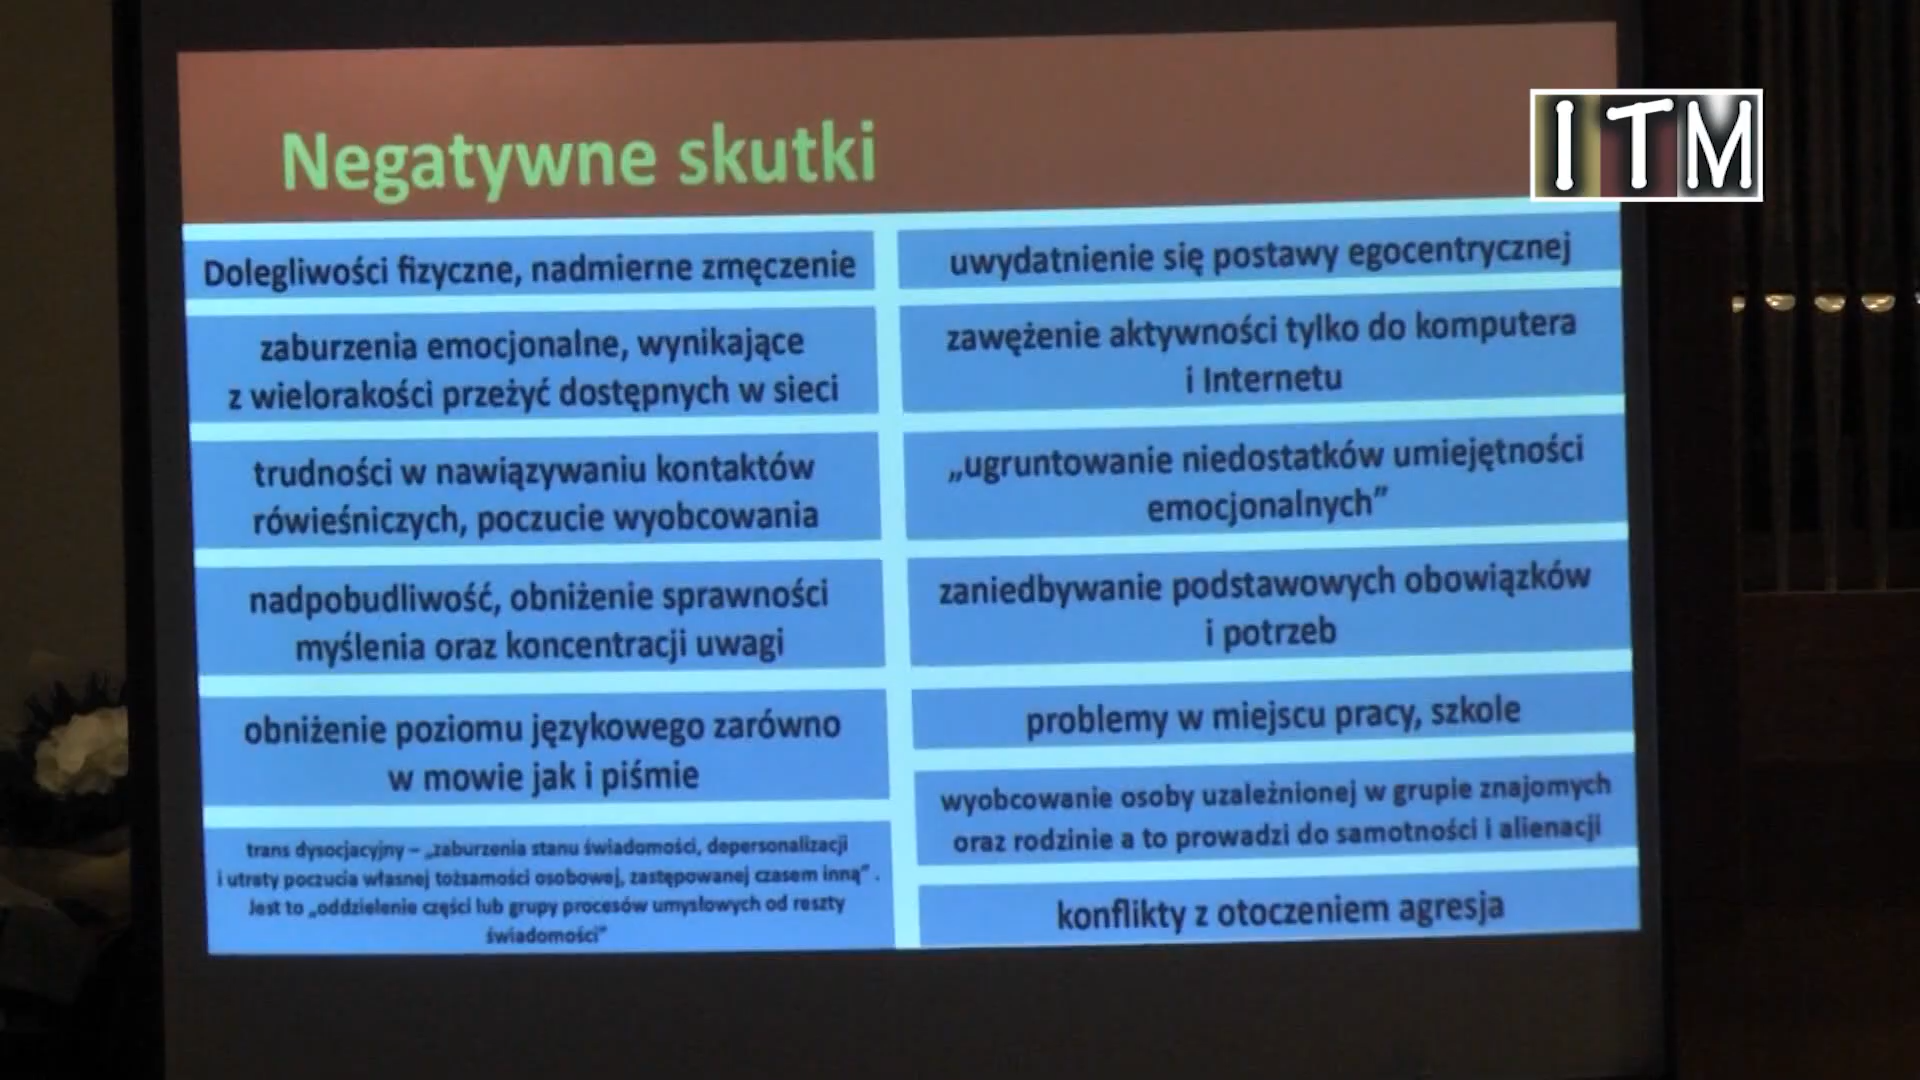 ITM
Negatywne skutki
Dolegliwości fizyczne, nadmierne zmęczenie
zaburzenia emocjonalne, wynikające
z wielorakości przeżyć dostępnych w sieci
trudności w nawiązywaniu kontaktów
rówieśniczych, poczucie wyobcowania
nadpobudliwość, obniżenie sprawności
myślenia oraz koncentracji uwagi
obniżenie poziomu językowego zarówno
w mowie jak i piśmie
trans dysocjacyjny – „zaburzenia stanu świadomości, depersonalizacji
i utraty poczucia własnej tożsamości osobowej, zastępowanej czasem inną” .
Jest to „oddzielenie części lub grupy procesów umysłowych od reszty
świadomości”
uwydatnienie się postawy egocentrycznej
zawężenie aktywności tylko do komputera
i Internetu
„ugruntowanie niedostatków umiejętności
emocjonalnych”
zaniedbywanie podstawowych obowiązków
i potrzeb
problemy w miejscu pracy, szkole
wyobcowanie osoby uzależnionej w grupie znajomych
oraz rodzinie a to prowadzi do samotności i alienacji
konflikty z otoczeniem agresja